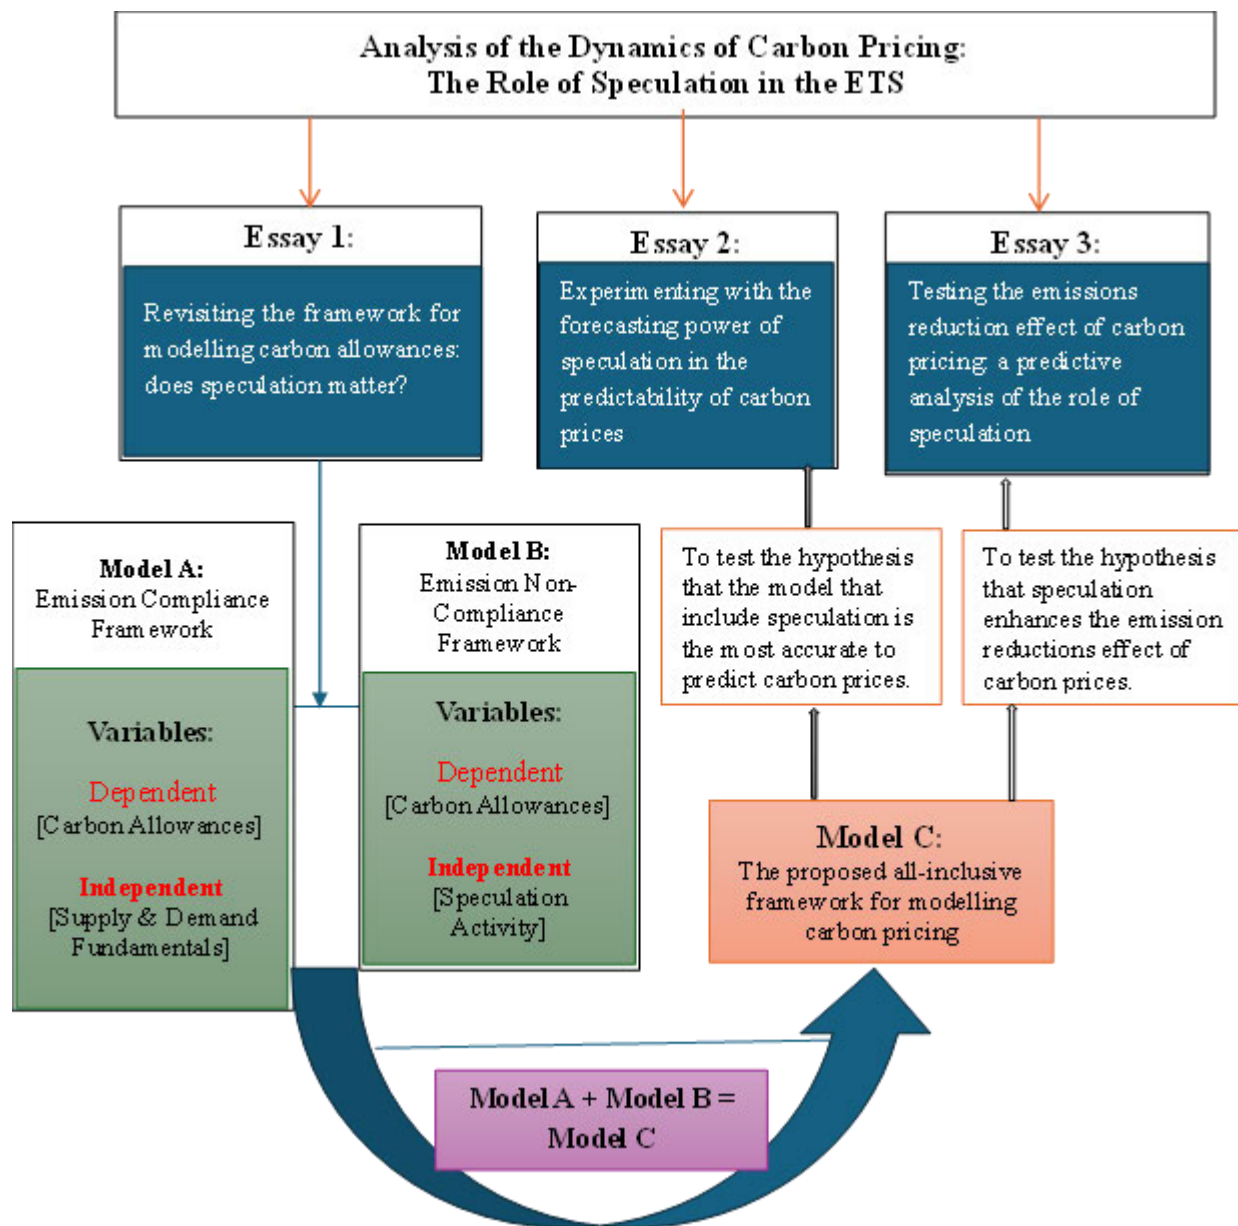 Analysis of the Dynamics of Carbon Pricing:
The Role of Speculation in the ETS
Essay 1:
Revisiting the framework for
modelling carbon allowances:
does speculation matter?
Essay 2:
Experimenting with the
forecasting power of
speculation in the
predictability of carbon
prices
Essay 3:
Testing the emissions
reduction effect of carbon
pricing: a predictive
analysis of the role of
speculation
Model A:
Emission Compliance
Framework
Variables:
Dependent
[Carbon Allowances]
Independent
[Supply & Demand
Fundamentals]
Model B:
Emission Non-
Compliance
Framework
Variables:
Dependent
[Carbon Allowances]
Independent
[Speculation
Activity]
To test the hypothesis
that the model that
include speculation is
the most accurate to
predict carbon prices.
To test the hypothesis
that speculation
enhances the emission
reductions effect of
carbon prices.
Model C:
The proposed all-inclusive
framework for modelling
carbon pricing
Model A + Model B =
Model C